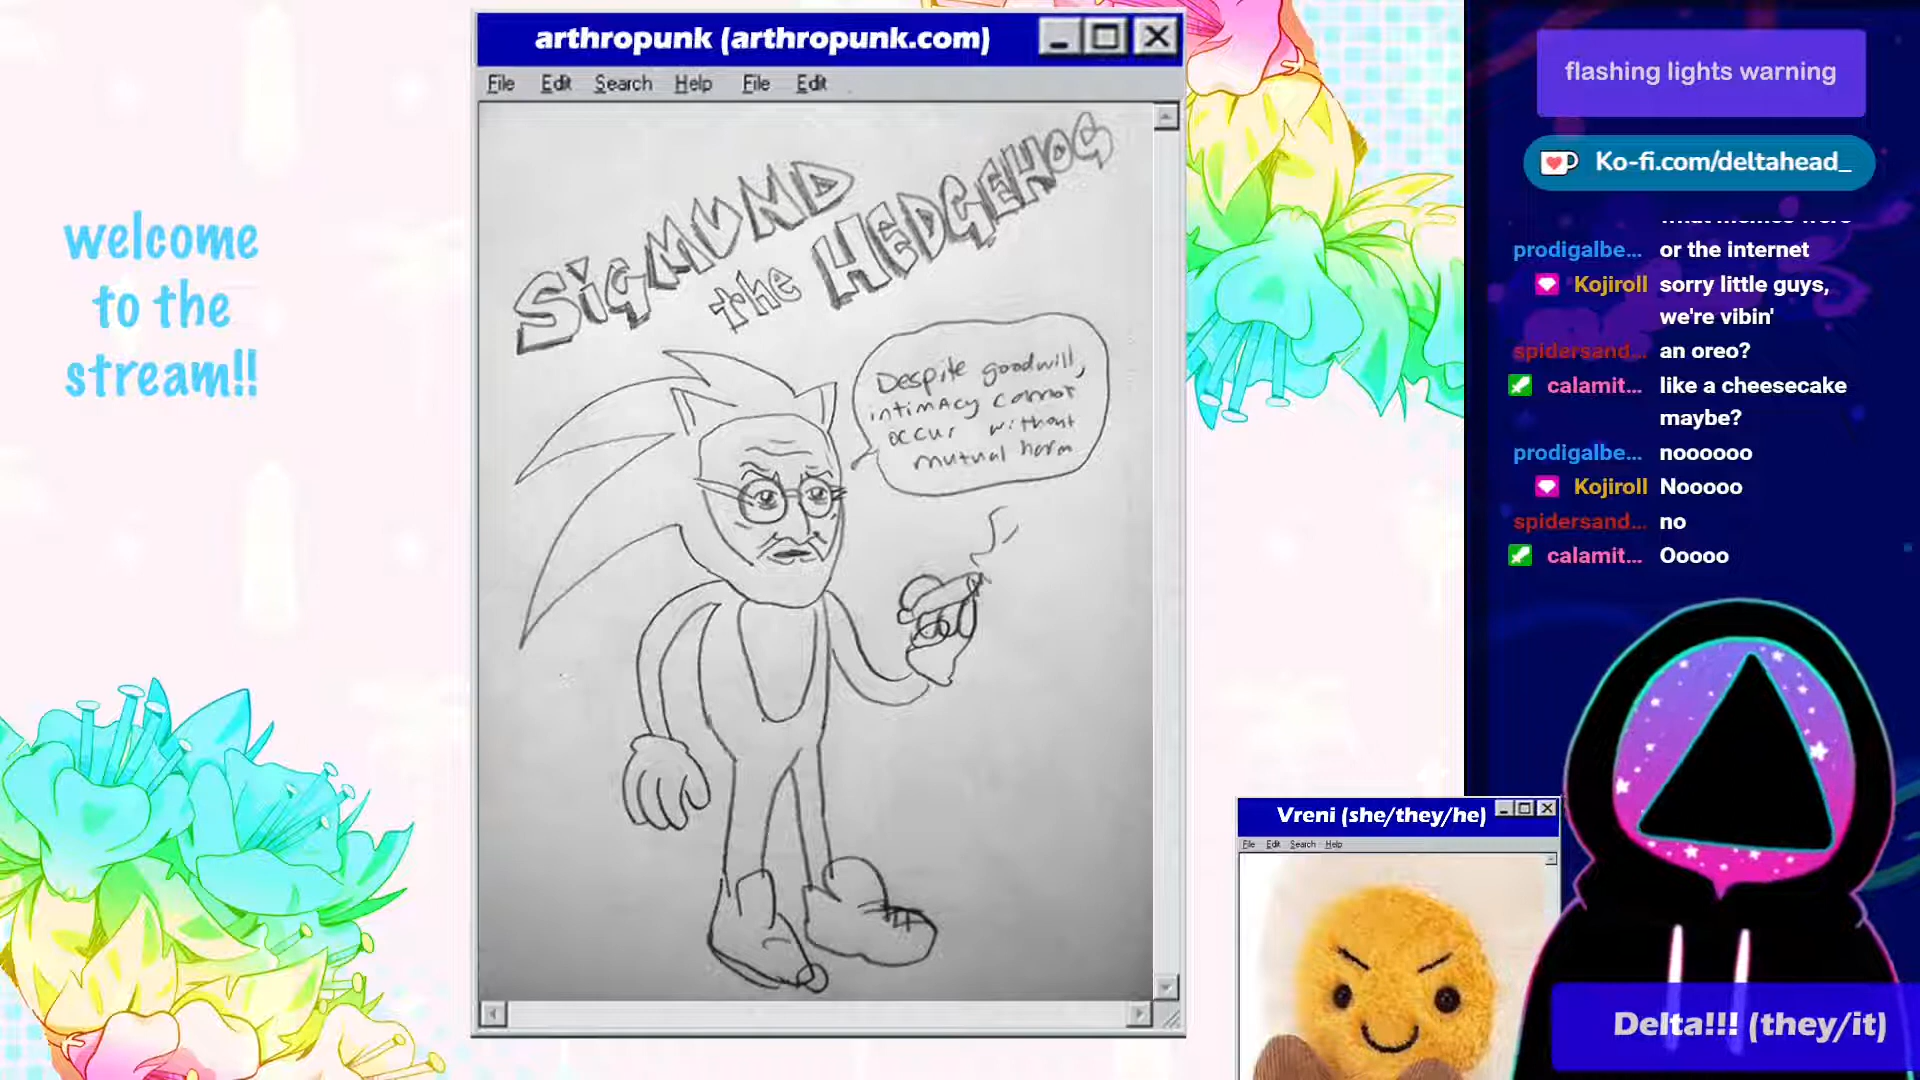 welcome
to the
stream!!
arthropunk (arthropunk.com)
File Edit Search Help File Edit
SiGMUND
the HEDGEHOG
Despite goodwill,
intimacy cannot
occur without
mutual harm
flashing lights warning
Ko-fi.com/deltahead_
prodigalbe... or the internet
Kojiroll sorry little guys,
we're vibin'
spidersand... an oreo?
calamit... like a cheesecake
maybe?
prodigalbe... noooooo
Kojiroll Nooooo
spidersand... no
calamit... Ooooo
Vreni (she/they/he)
File Edit Search Help
Delta!!! (they/it)